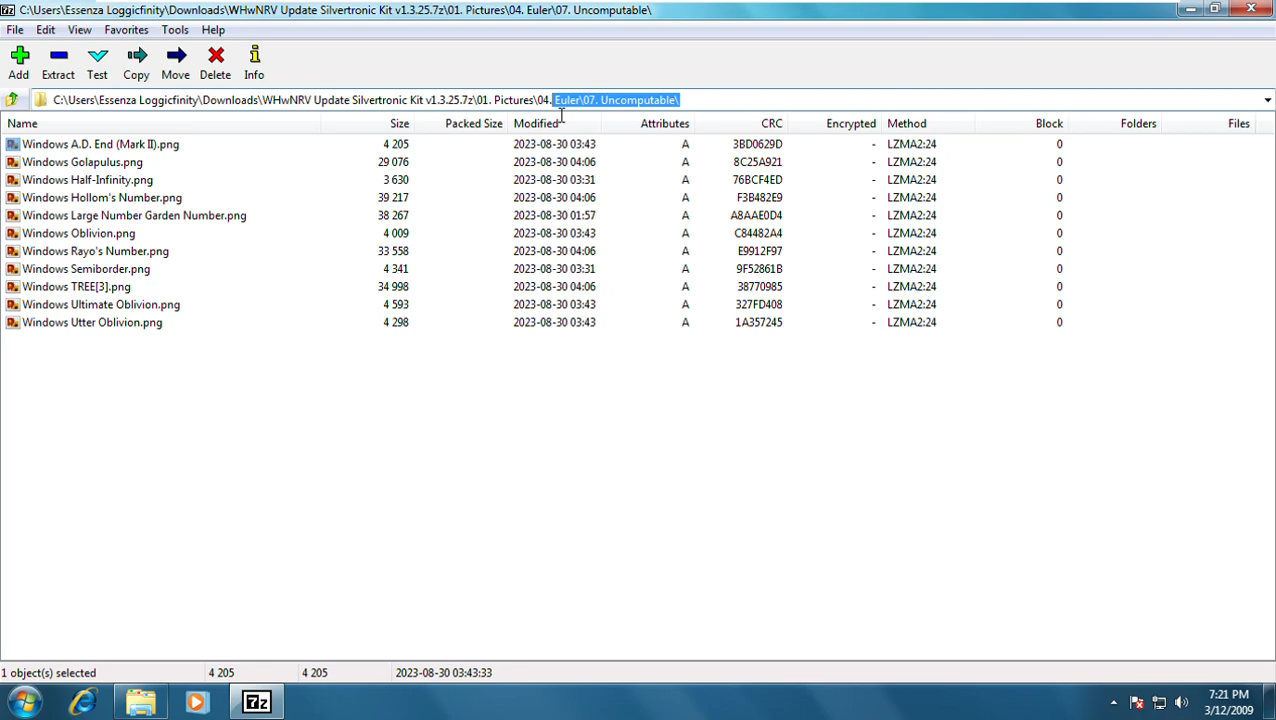 C:\Users\Essenza Loggicfinity\Downloads\WHwNRV Update Silvertronic Kit v1.3.25.7z\01. Pictures\04. Euler\07. Uncomputable\
File Edit View Favorites Tools Help
Add Extract Test Copy Move Delete Info
C:\Users\Essenza Loggicfinity\Downloads\WHwNRV Update Silvertronic Kit v1.3.25.7z\01. Pictures\04. Euler\07. Uncomputable\
Name Size Packed Size Modified Attributes CRC Encrypted Method Block Folders Files
Windows A.D. End (Mark II).png 4 205 2023-08-30 03:43 A 3BD0629D - LZMA2:24 0
Windows Golapulus.png 29 076 2023-08-30 04:06 A 8C25A921 - LZMA2:24 0
Windows Half-Infinity.png 3 630 2023-08-30 03:31 A 76BCF4ED - LZMA2:24 0
Windows Hollom's Number.png 39 217 2023-08-30 04:06 A F3B482E9 - LZMA2:24 0
Windows Large Number Garden Number.png 38 267 2023-08-30 01:57 A A8AAE0D4 - LZMA2:24 0
Windows Oblivion.png 4 009 2023-08-30 03:43 A C84482A4 - LZMA2:24 0
Windows Rayo's Number.png 33 558 2023-08-30 04:06 A E9912F97 - LZMA2:24 0
Windows Semiborder.png 4 341 2023-08-30 03:31 A 9F52861B - LZMA2:24 0
Windows TREE[3].png 34 998 2023-08-30 04:06 A 38770985 - LZMA2:24 0
Windows Ultimate Oblivion.png 4 593 2023-08-30 03:43 A 327FD408 - LZMA2:24 0
Windows Utter Oblivion.png 4 298 2023-08-30 03:43 A 1A357245 - LZMA2:24 0
1 object(s) selected 4 205 4 205 2023-08-30 03:43:33
7z
7:21 PM
3/12/2009